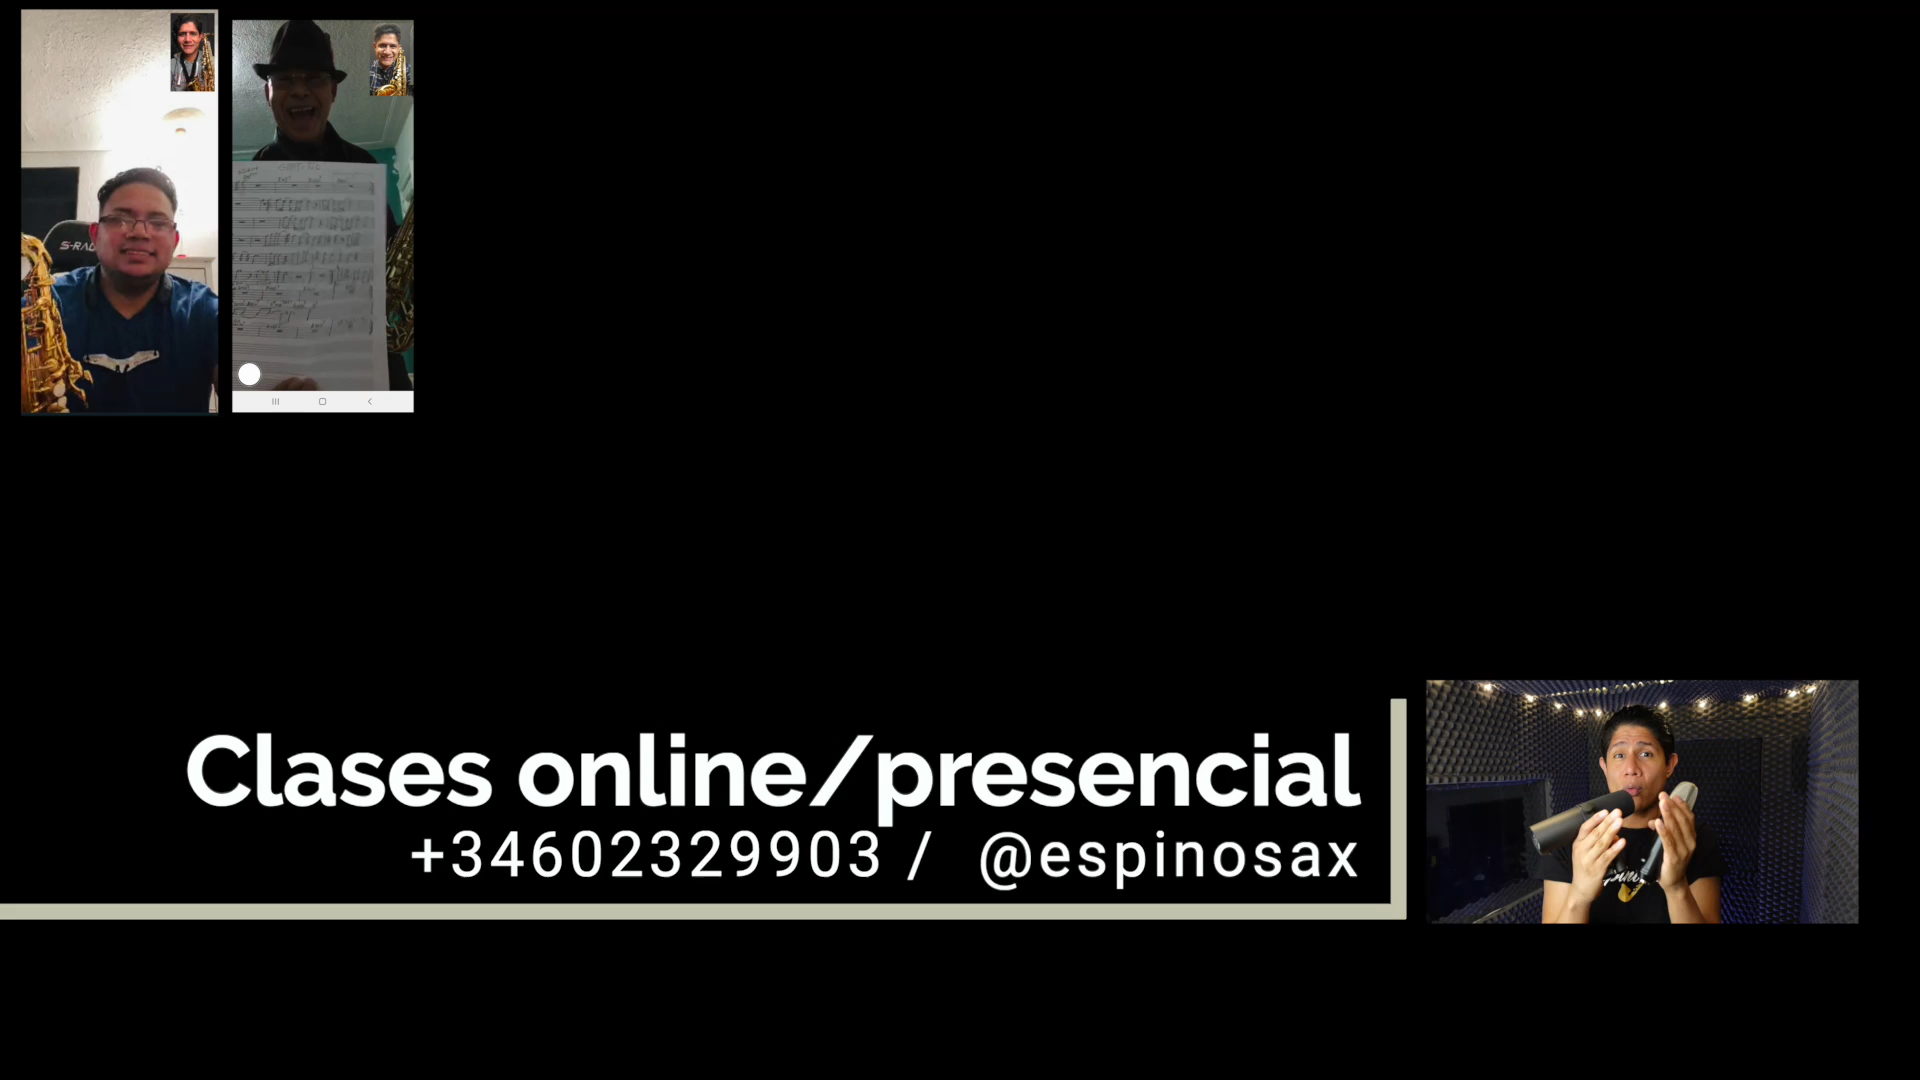 Clases online/presencial
+34602329903 / @espinosax